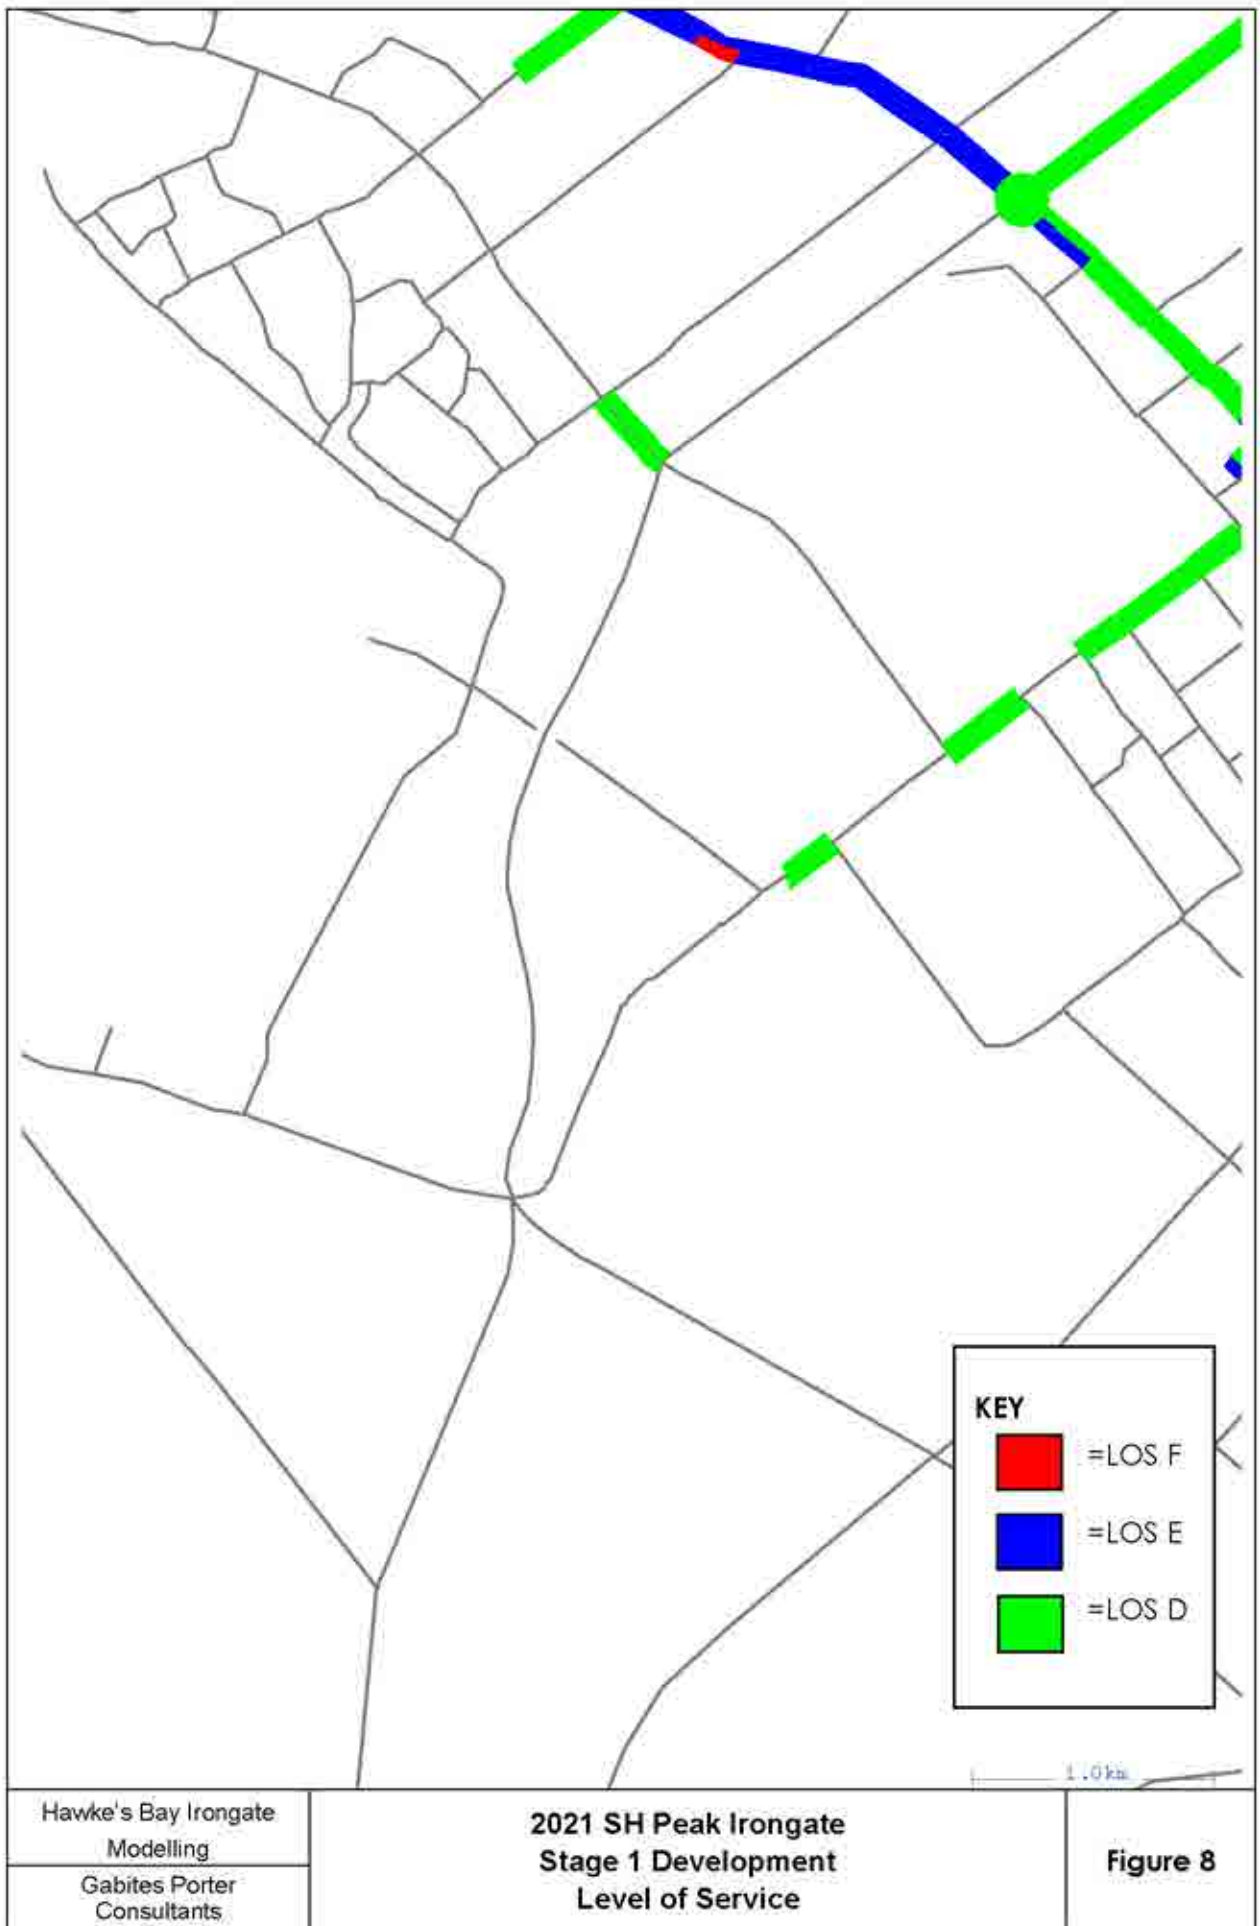 KEY
=LOS F
=LOS E
=LOS D
1.0km
Hawke's Bay Irongate
Modelling
Gabites Porter
Consultants
2021 SH Peak Irongate
Stage 1 Development
Level of Service
Figure 8